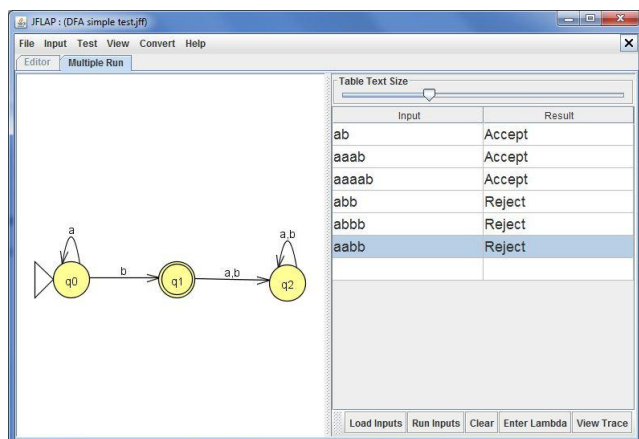 JFLAP : (DFA simple test.jff)
File Input Test View Convert Help
Editor Multiple Run
Table Text Size
Input Result
ab Accept
aaab Accept
aaaab Accept
abb Reject
abbb Reject
aabb Reject
a
a,b
b
a,b
q0
q1
q2
Load Inputs Run Inputs Clear Enter Lambda View Trace